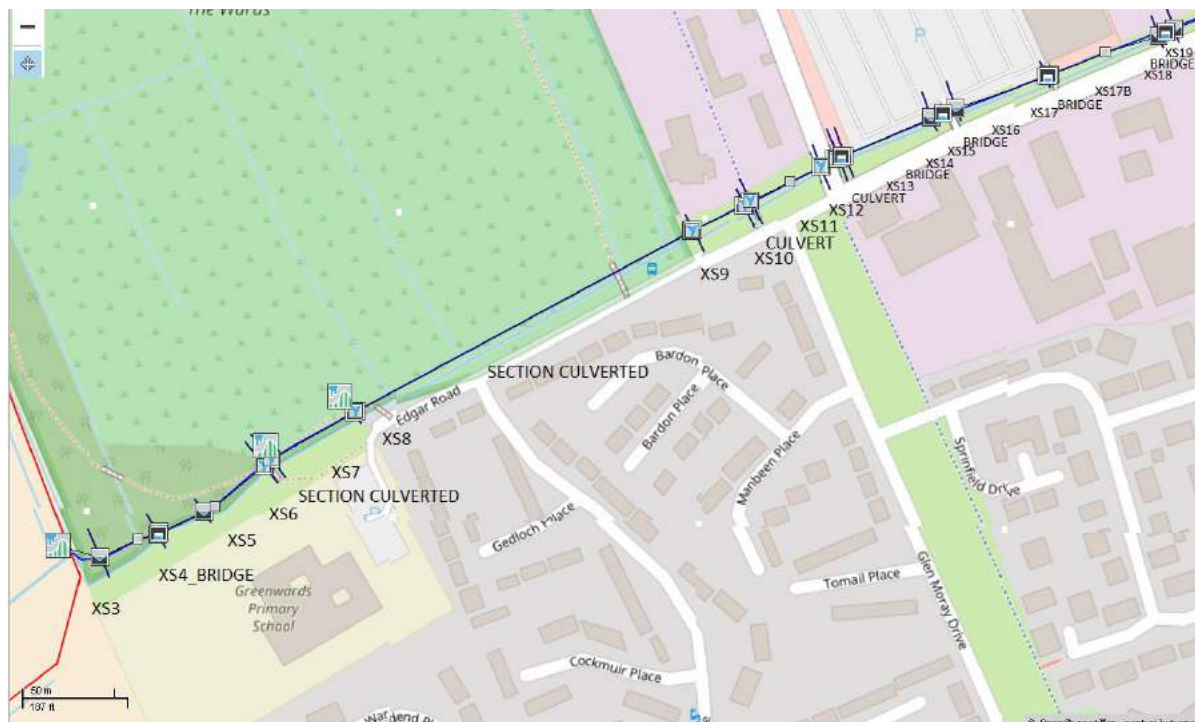 The Wards
P
XS19
BRIDGE
XS18
XS17B
BRIDGE
XS17
XS16
BRIDGE
XS15
XS14
BRIDGE
XS13
CULVERT
XS12
XS11
CULVERT
XS10
XS9
SECTION CULVERTED
Edgar Road
XS8
XS7
SECTION CULVERTED
XS6
XS5
XS4_BRIDGE
XS3
Bardon Place
Bardon Place
Manbeen Place
Gedloch Place
Greenwards
Primary
School
P
Tomail Place
Glen Moray Drive
Sprinfield Drive
Cockmuir Place
50 m
187 ft